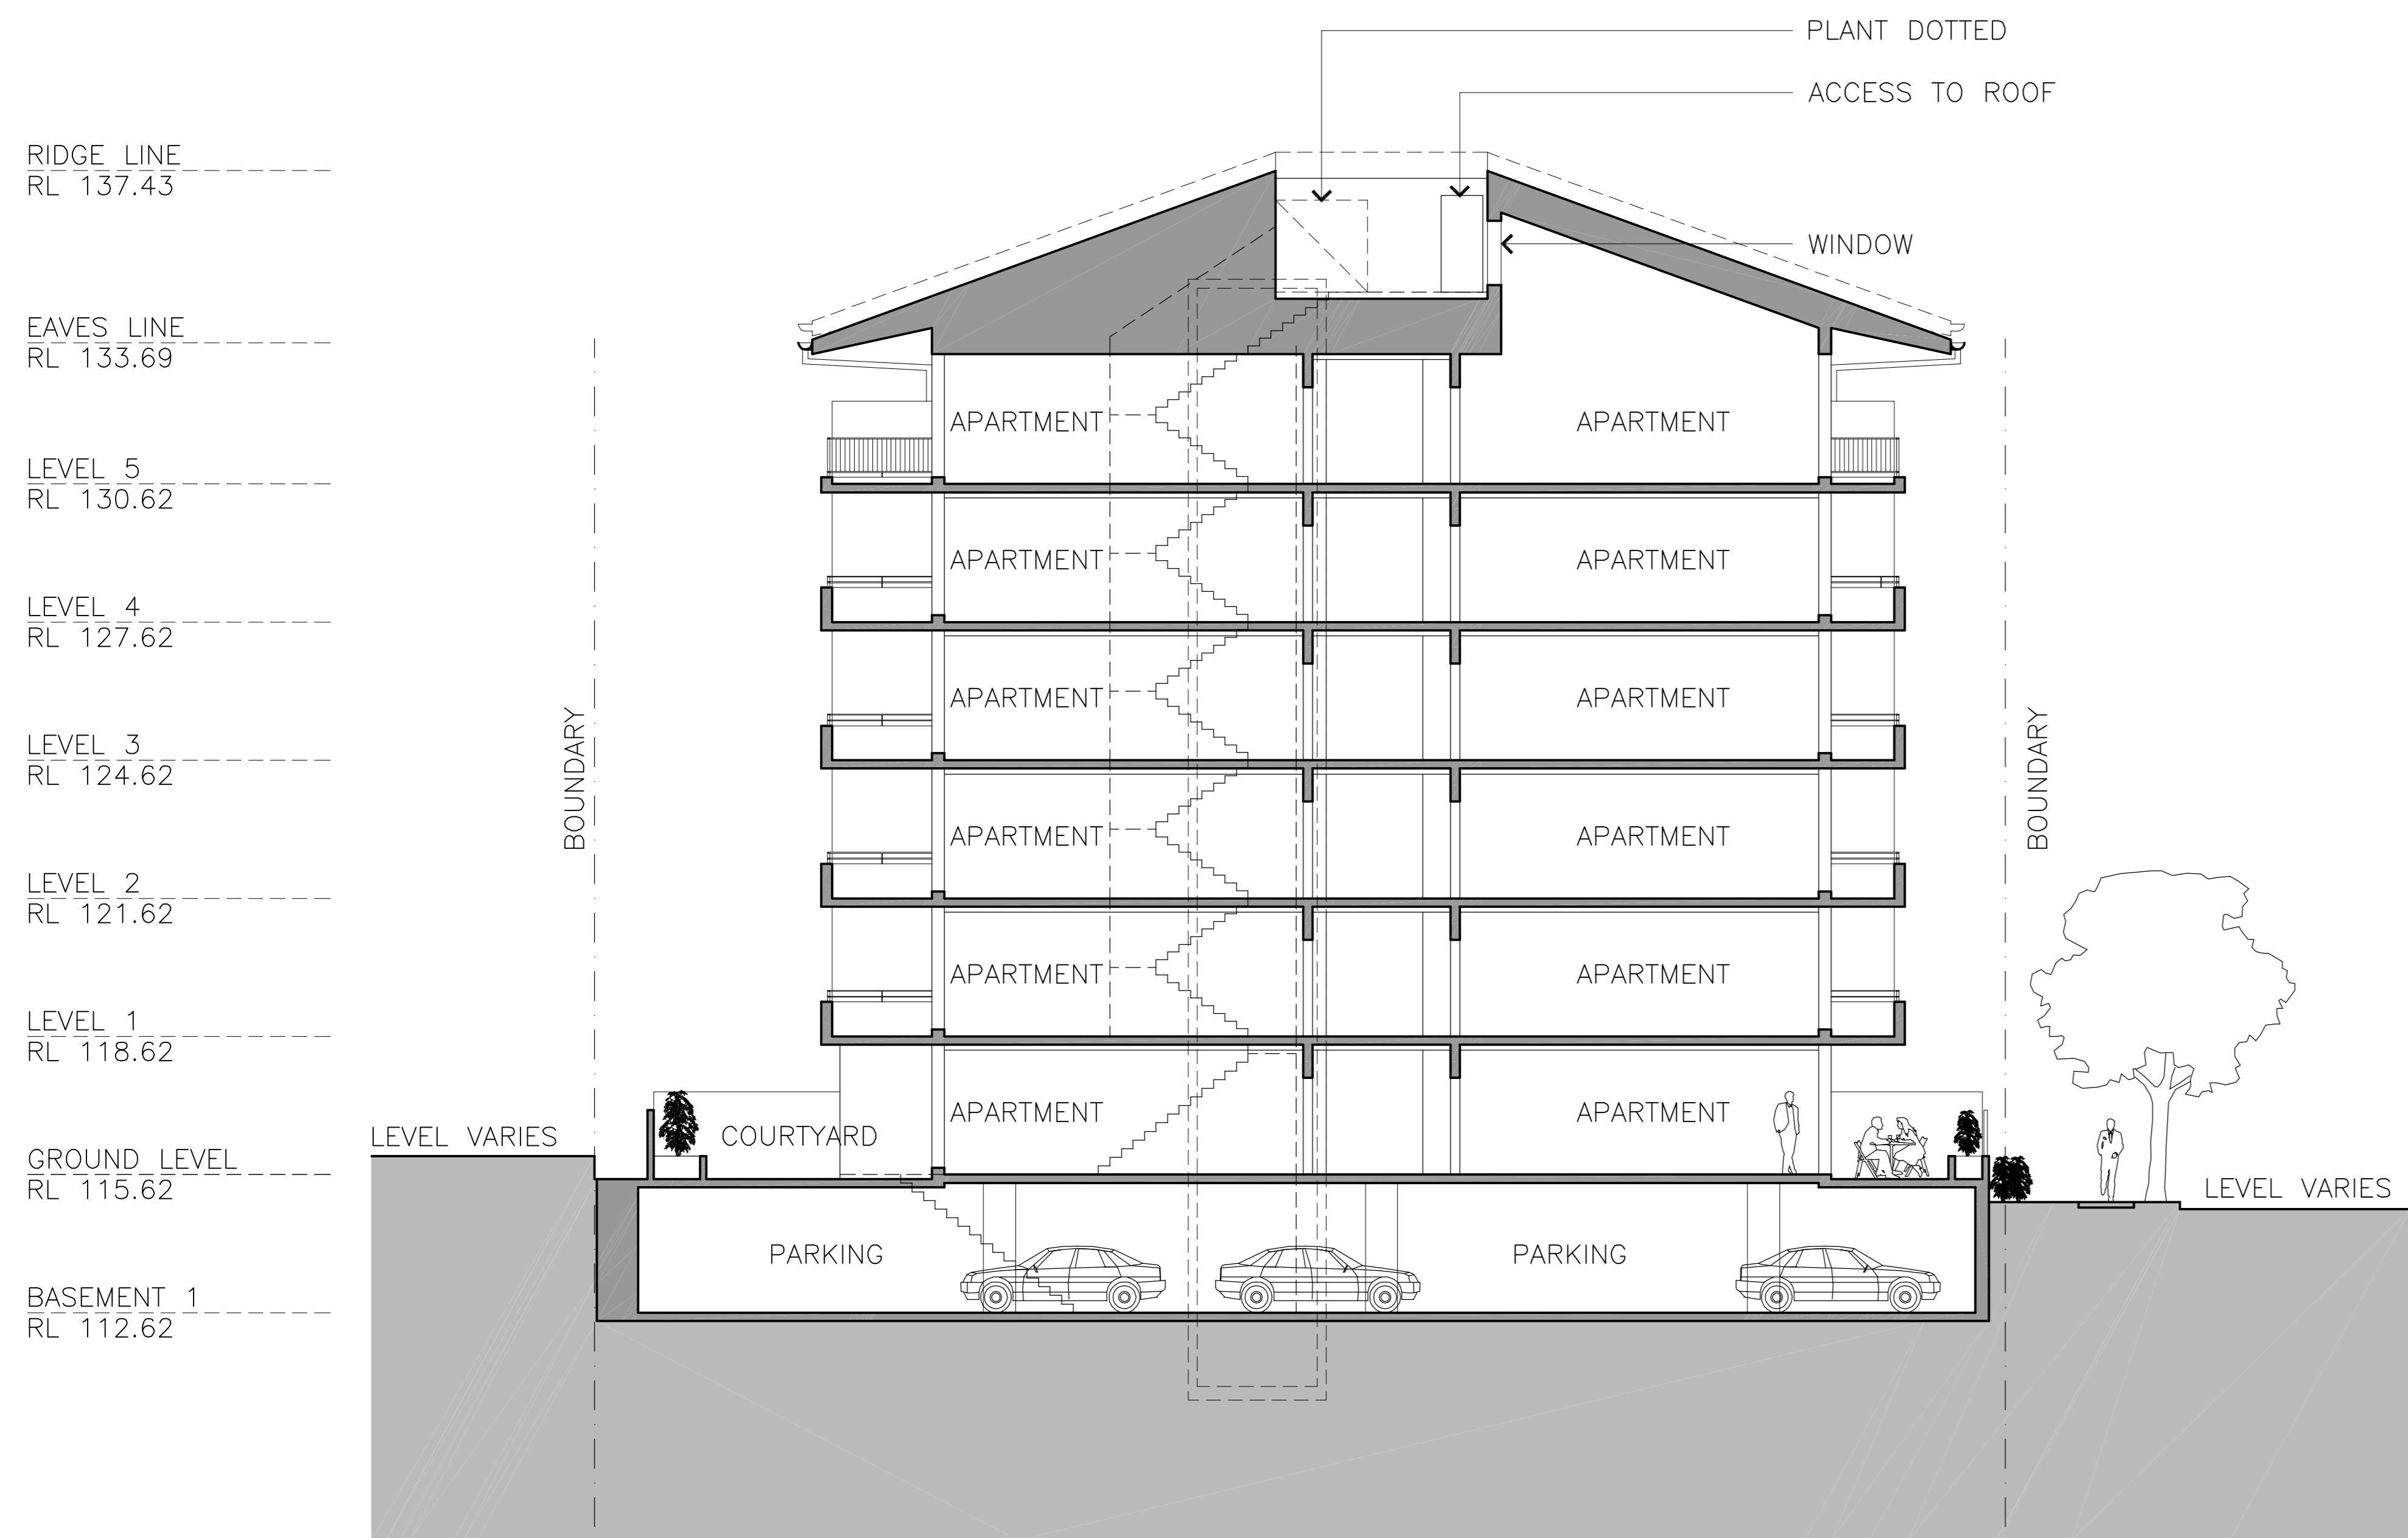 PLANT DOTTED
ACCESS TO ROOF
RIDGE LINE
RL 137.43
WINDOW
EAVES LINE
RL 133.69
APARTMENT
APARTMENT
LEVEL 5
RL 130.62
APARTMENT
APARTMENT
LEVEL 4
RL 127.62
APARTMENT
APARTMENT
LEVEL 3
RL 124.62
BOUNDARY
BOUNDARY
APARTMENT
APARTMENT
LEVEL 2
RL 121.62
APARTMENT
APARTMENT
LEVEL 1
RL 118.62
APARTMENT
APARTMENT
LEVEL VARIES
COURTYARD
GROUND LEVEL
RL 115.62
LEVEL VARIES
PARKING
PARKING
BASEMENT 1
RL 112.62